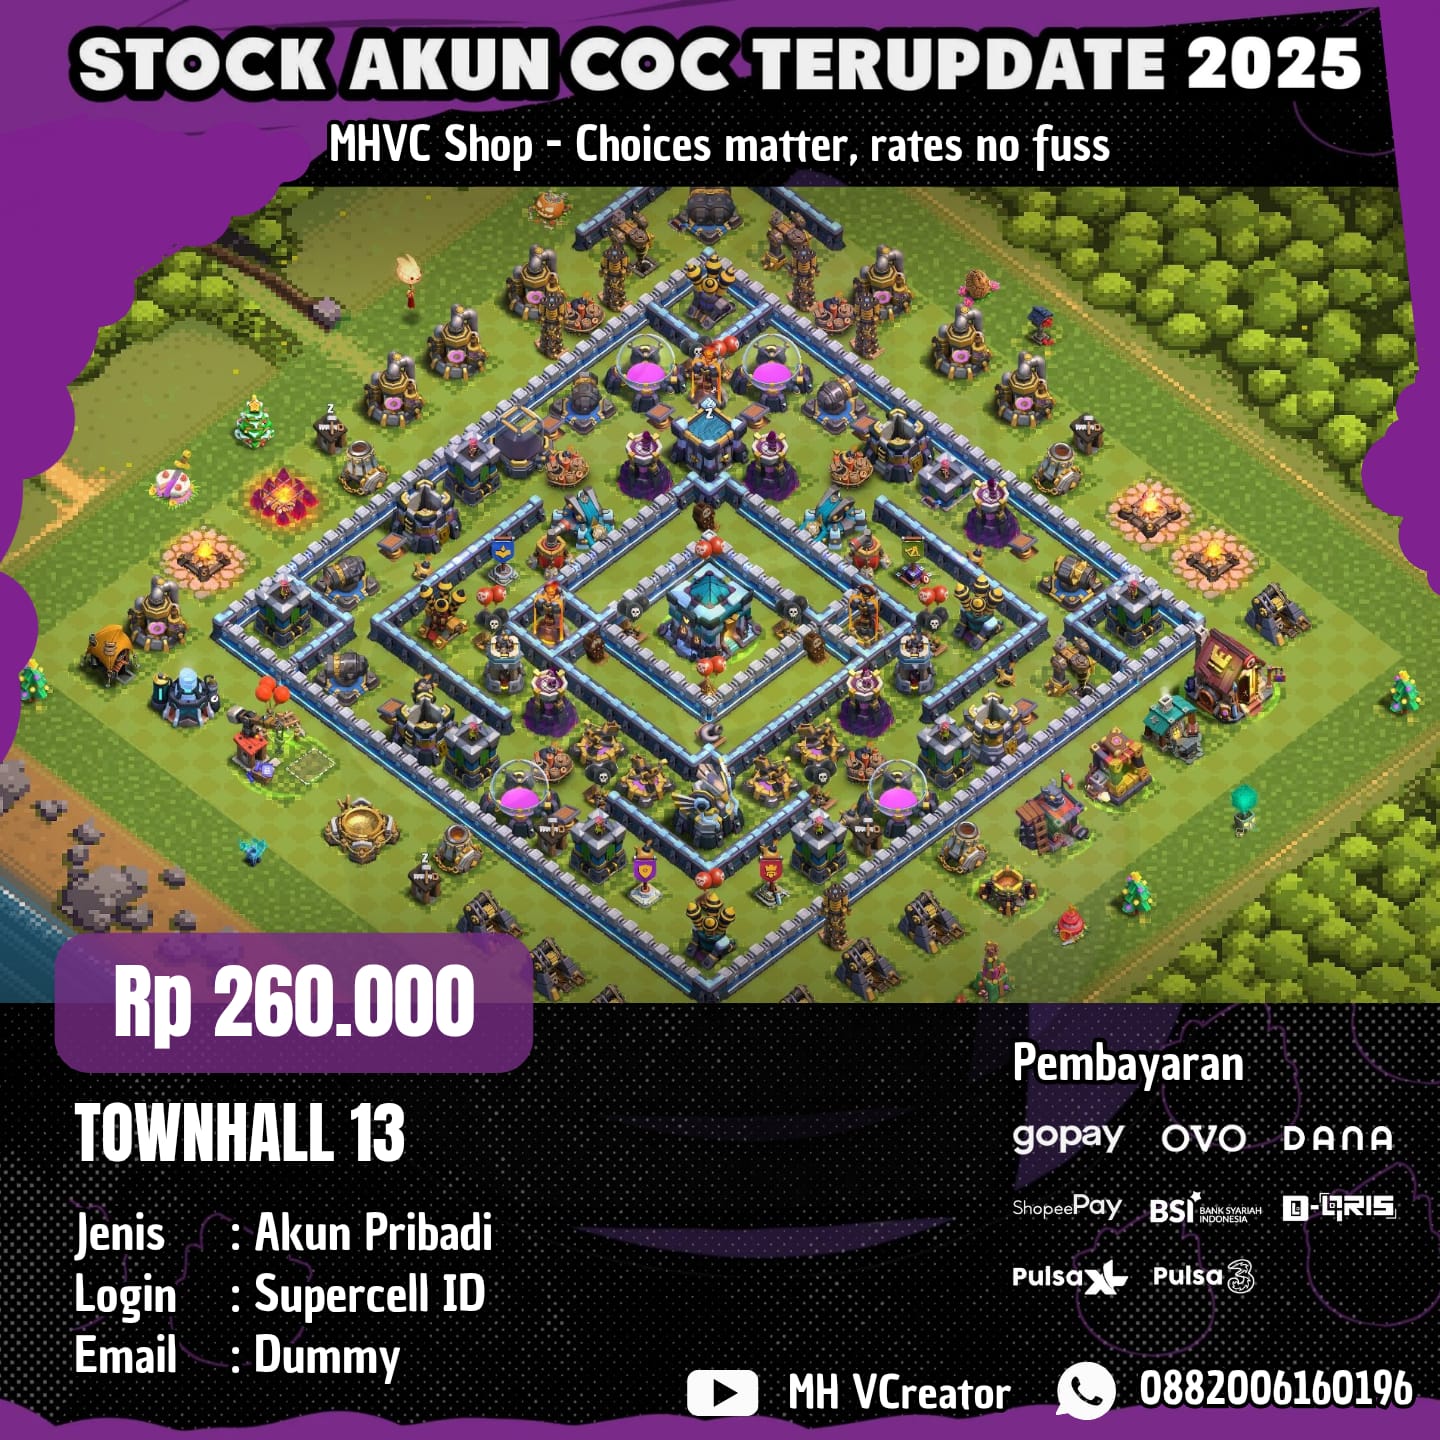 STOCK AKUN COC TERUPDATE 2025
MHVC Shop - Choices matter, rates no fuss
Z
Z
Z
Rp 260.000
TOWNHALL 13
Jenis : Akun Pribadi
Login : Supercell ID
Email : Dummy
Pembayaran
gopay OVO DANA
ShopeePay BSI BANK SYARIAH INDONESIA
Pulsa XL Pulsa 3
MH VCreator 0882006160196